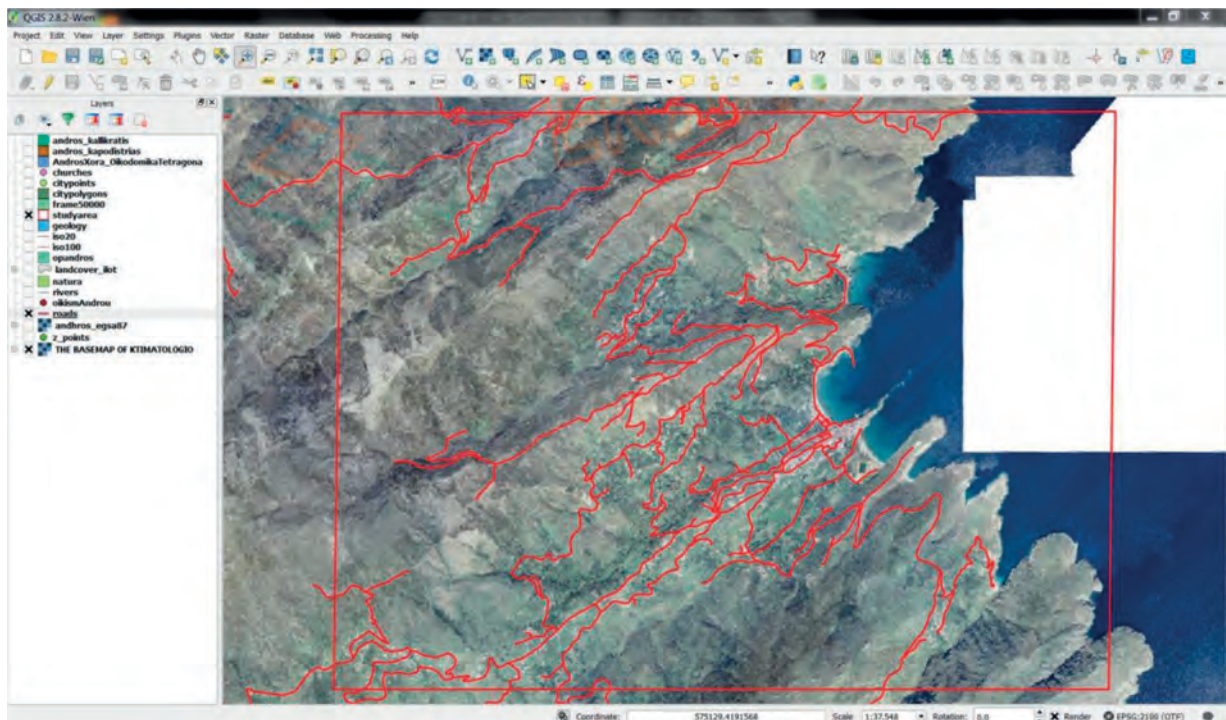 QGIS 2.8.2-Wien
Project Edit View Layer Settings Plugins Vector Raster Database Web Processing Help
Layers
andros_kallikratis
andros_kapodistrias
AndrosXora_OikodonikaTetragona
churches
citypoints
citypolygons
frame50000
studyarea
geology
iso20
iso100
opandros
landcover_ilot
natura
rivers
oikismAndrou
roads
andhros_egsa87
z_points
THE BASEMAP OF KTIMATOLOGIO
Coordinate: 575129,4191568 Scale 1:37.548 Rotation: 0,0 Render EPSG:2100 (OTF)